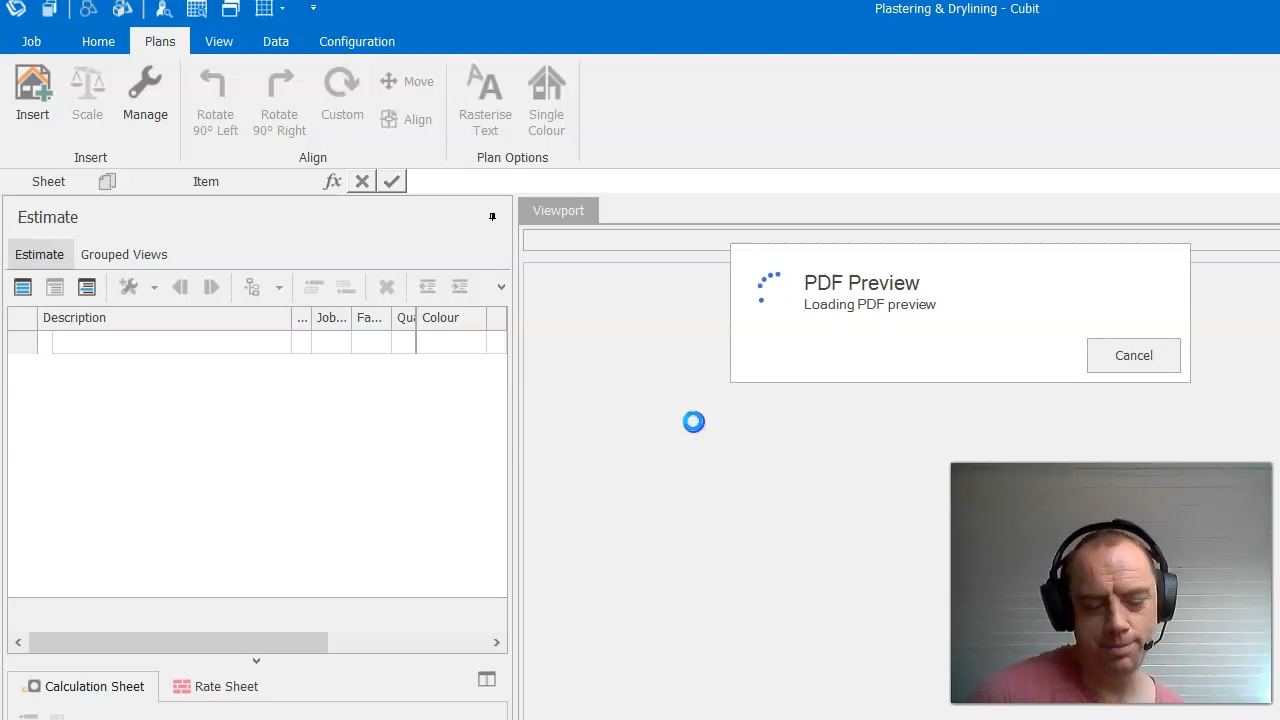 Plastering & Drylining - Cubit
Job Home Plans View Data Configuration
Insert Scale Manage Rotate 90° Left Rotate 90° Right Custom Move Align Rasterise Text Single Colour
Insert Align Plan Options
Sheet Item fx
Estimate
Viewport
Estimate Grouped Views
PDF Preview
Loading PDF preview
Cancel
Description ... Job... Fa... Qua Colour
Calculation Sheet Rate Sheet